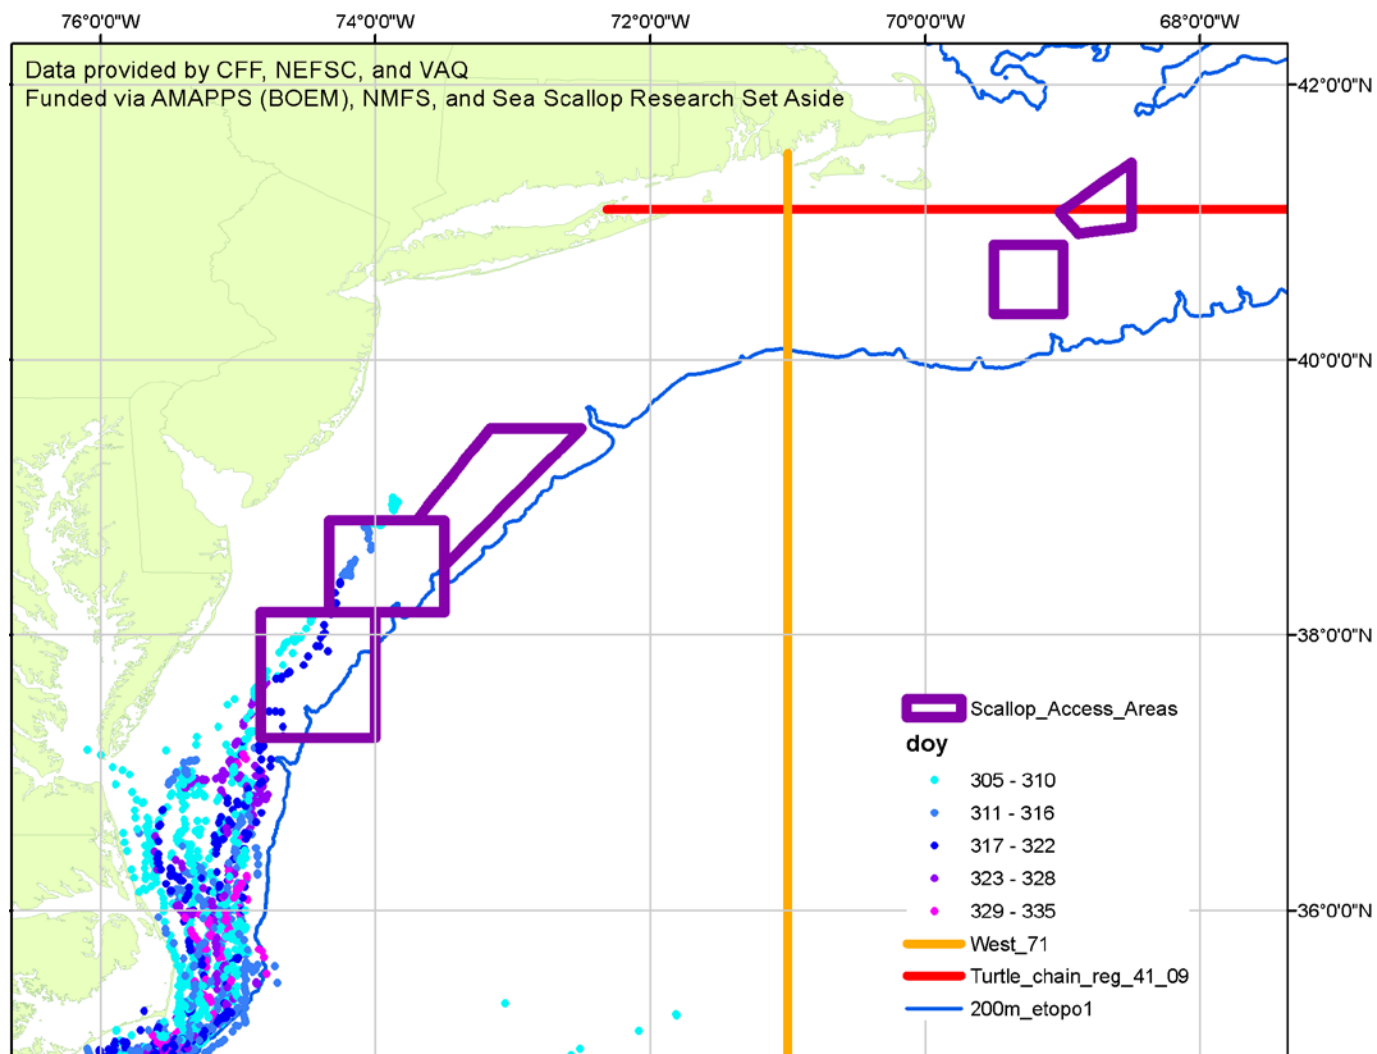 76°0'0"W 74°0'0"W 72°0'0"W 70°0'0"W 68°0'0"W
Data provided by CFF, NEFSC, and VAQ
Funded via AMAPPS (BOEM), NMFS, and Sea Scallop Research Set Aside
42°0'0"N
40°0'0"N
38°0'0"N
Scallop_Access_Areas
doy
305 - 310
311 - 316
317 - 322
323 - 328
329 - 335
36°0'0"N
West_71
Turtle_chain_reg_41_09
200m_etopo1